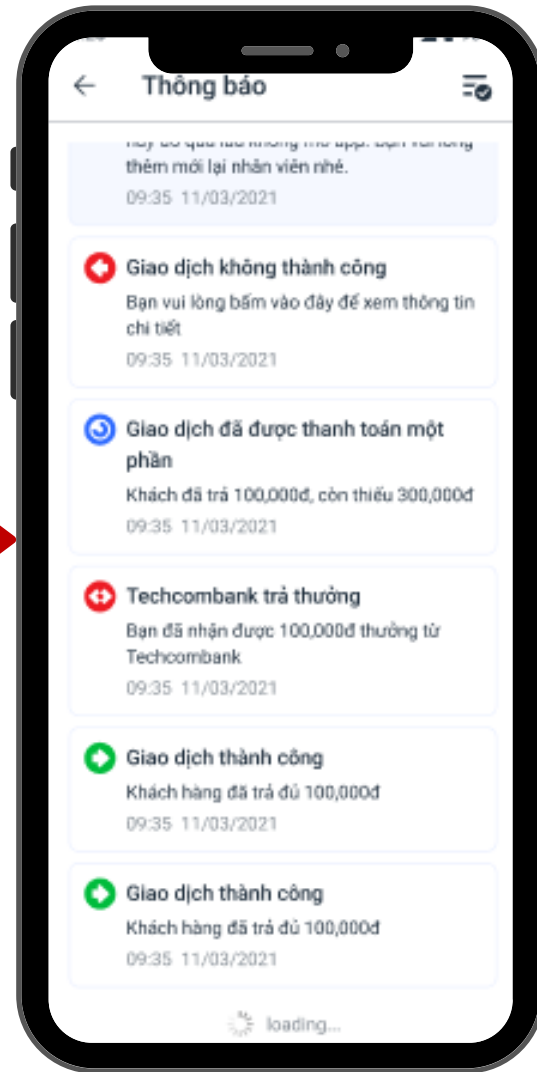 Thông báo
thêm mới lại nhân viên nhé.
09:35 11/03/2021
Giao dịch không thành công
Bạn vui lòng bấm vào đây để xem thông tin
chi tiết
09:35 11/03/2021
Giao dịch đã được thanh toán một
phần
Khách đã trả 100,000đ, còn thiếu 300,000đ
09:35 11/03/2021
Techcombank trả thưởng
Bạn đã nhận được 100,000đ thưởng từ
Techcombank
09:35 11/03/2021
Giao dịch thành công
Khách hàng đã trả đủ 100,000đ
09:35 11/03/2021
Giao dịch thành công
Khách hàng đã trả đủ 100,000đ
09:35 11/03/2021
loading...